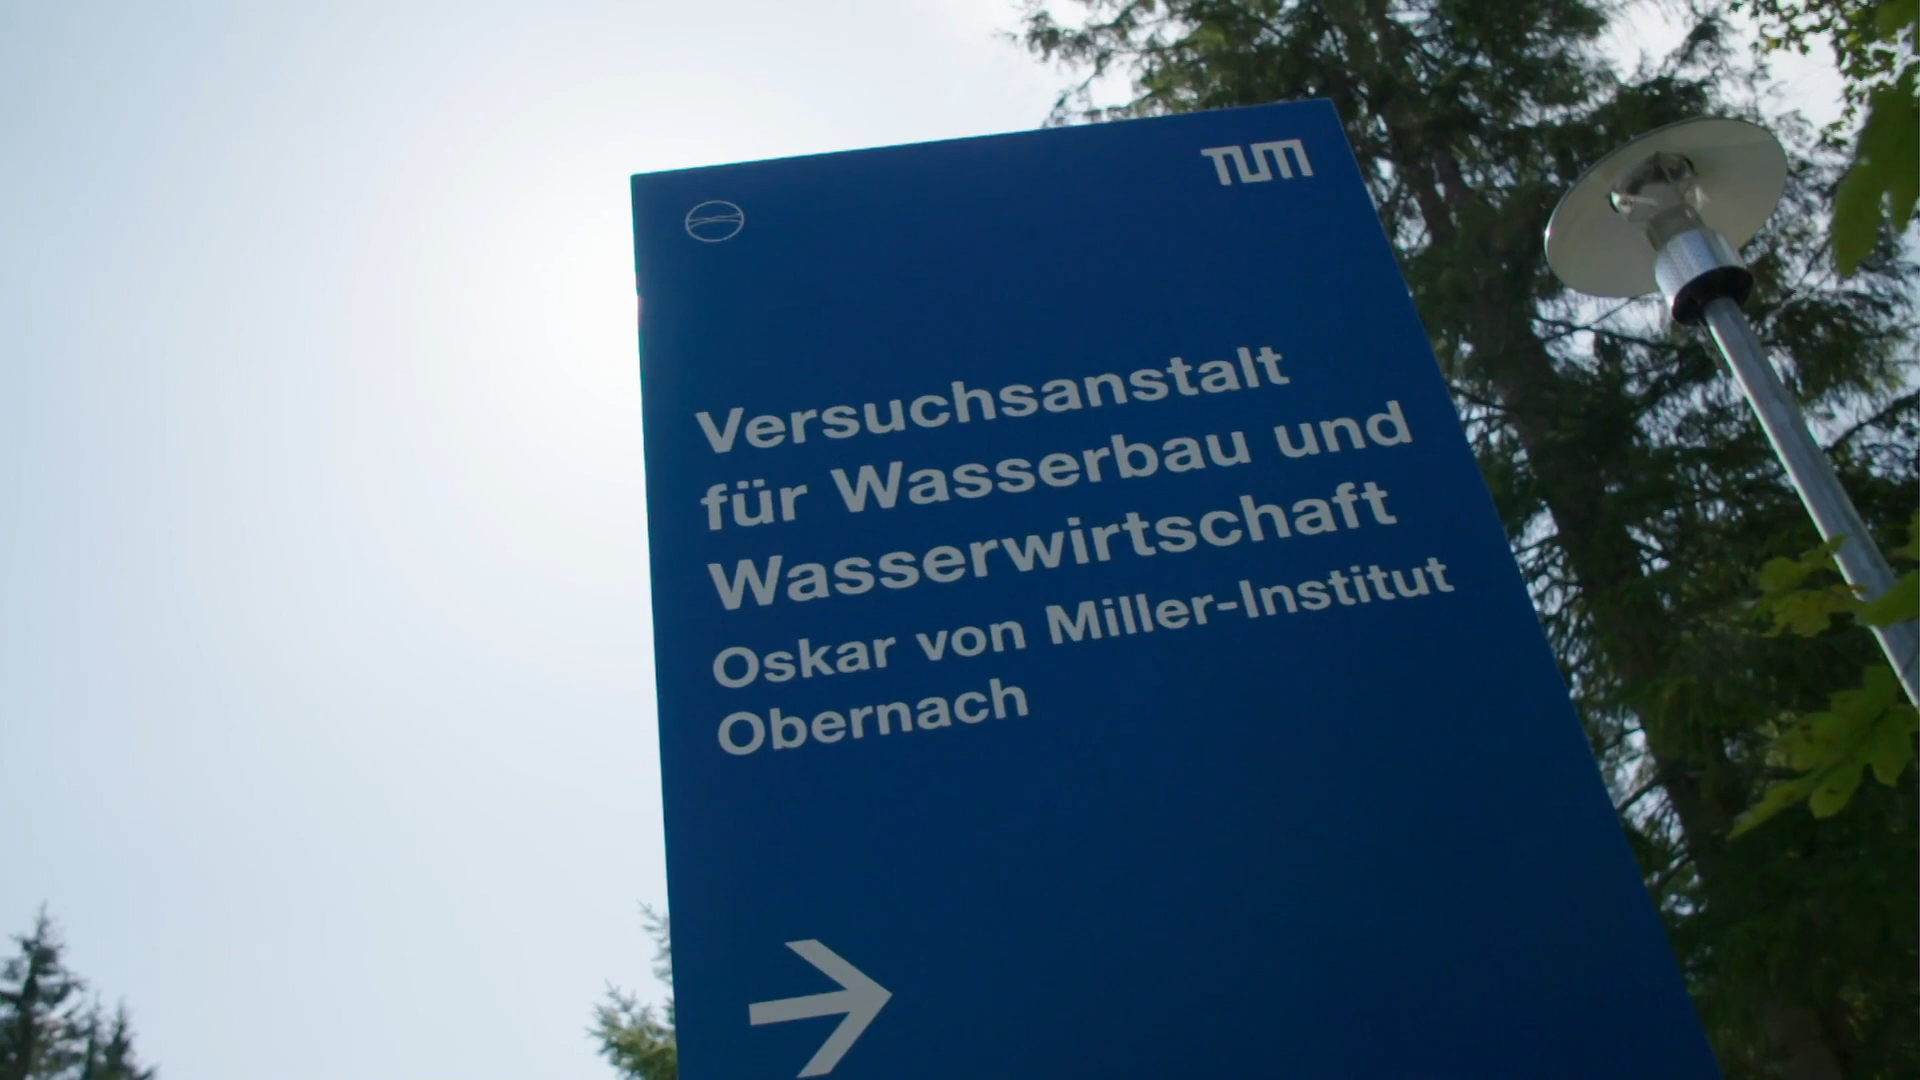 TUM
Versuchsanstalt
für Wasserbau und
Wasserwirtschaft
Oskar von Miller-Institut
Obernach